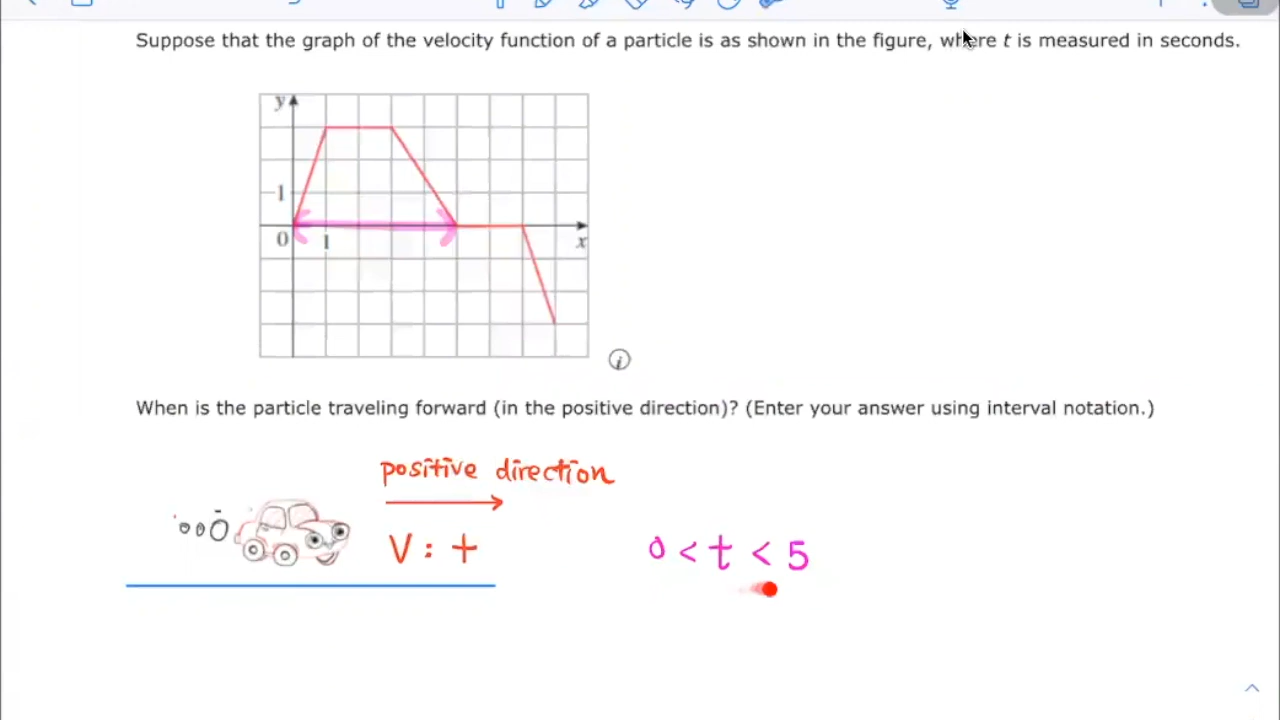 Suppose that the graph of the velocity function of a particle is as shown in the figure, where t is measured in seconds.
y
1
0
1
x
i
When is the particle traveling forward (in the positive direction)? (Enter your answer using interval notation.)
positive direction
V : +
0 < t < 5